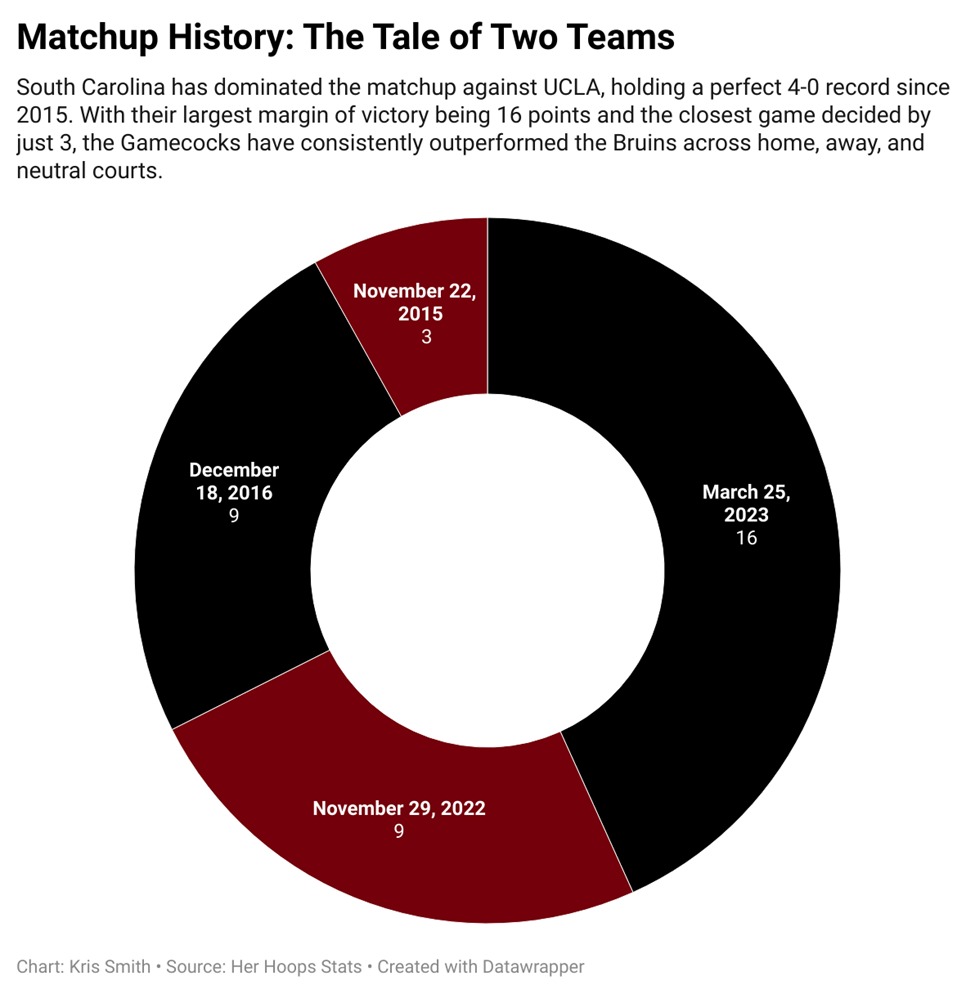 Matchup History: The Tale of Two Teams
South Carolina has dominated the matchup against UCLA, holding a perfect 4-0 record since
2015. With their largest margin of victory being 16 points and the closest game decided by
just 3, the Gamecocks have consistently outperformed the Bruins across home, away, and
neutral courts.
November 22,
2015
3
December
18, 2016
9
March 25,
2023
16
November 29, 2022
9
Chart: Kris Smith • Source: Her Hoops Stats • Created with Datawrapper